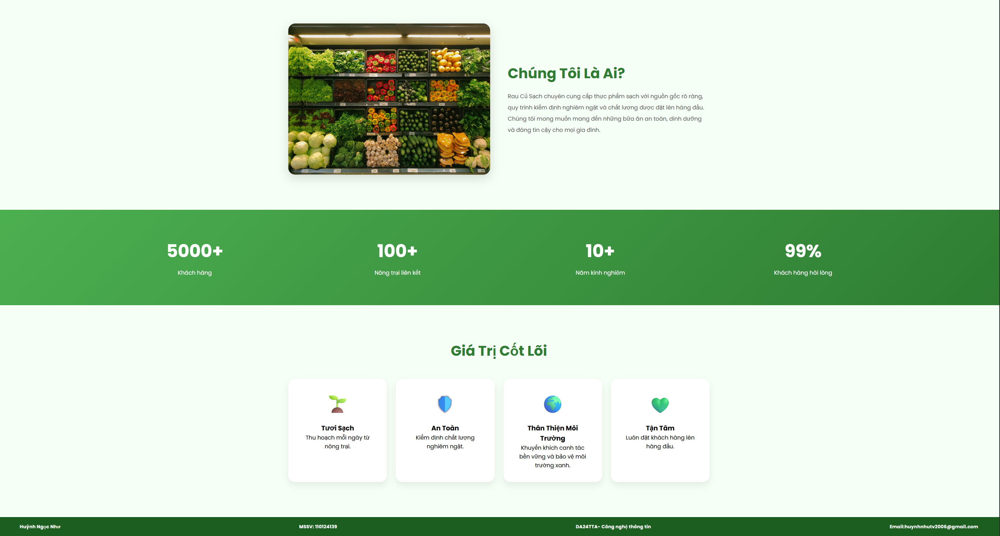 Chúng Tôi Là Ai?
Rau Củ Sạch chuyên cung cấp thực phẩm sạch với nguồn gốc rõ ràng,
quy trình kiểm định nghiêm ngặt và chất lượng được đặt lên hàng đầu.
Chúng tôi mong muốn mang đến những bữa ăn an toàn, dinh dưỡng
và đáng tin cậy cho mọi gia đình.
5000+
Khách hàng
100+
Nông trại liên kết
10+
Năm kinh nghiệm
99%
Khách hàng hài lòng
Giá Trị Cốt Lõi
Tươi Sạch
Thu hoạch mỗi ngày từ
nông trại.
An Toàn
Kiểm định chất lượng
nghiêm ngặt.
Thân Thiện Môi
Trường
Khuyến khích canh tác
bền vững và bảo vệ môi
trường xanh.
Tận Tâm
Luôn đặt khách hàng lên
hàng đầu.
Huỳnh Ngọc Như
MSSV: 110124139
DA24TTA- Công nghệ thông tin
Email:huynhnhutv2006@gmail.com